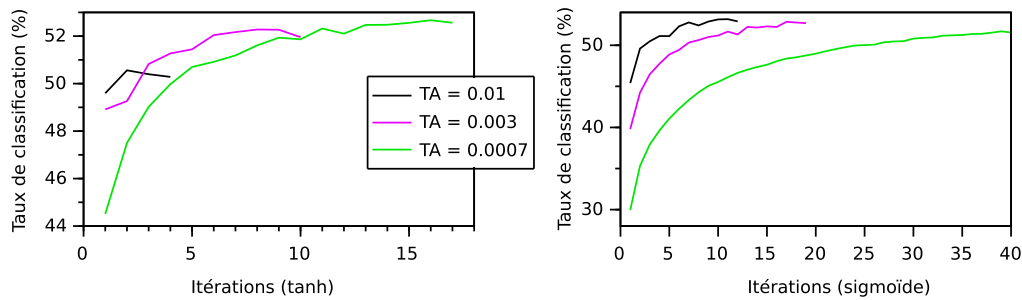 Taux de classification (%)
52
50
48
46
44
0 5 10 15
Itérations (tanh)
TA = 0.01
TA = 0.003
TA = 0.0007
Taux de classification (%)
50
40
30
0 5 10 15 20 25 30 35 40
Itérations (sigmoïde)